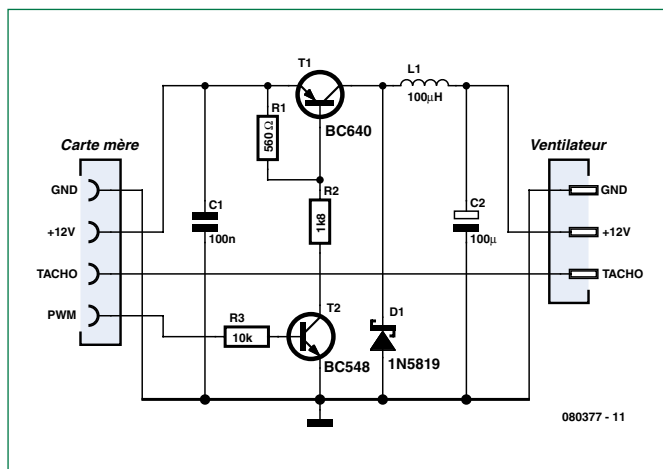 T1
BC640
L1
100µH
R1
560 Ω
Carte mère
GND
+12V
TACHO
PWM
C1
100n
R2
1k8
C2
100µ
Ventilateur
GND
+12V
TACHO
R3
10k
T2
BC548
D1
1N5819
080377 - 11